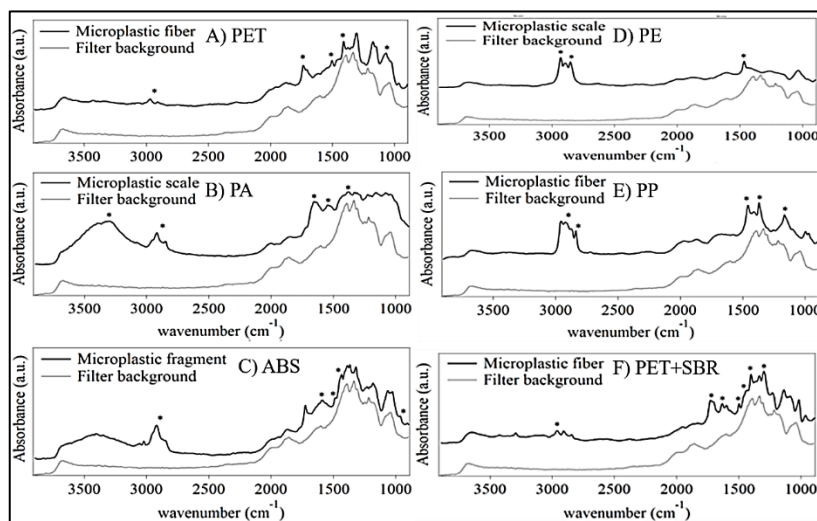 Absorbance (a.u.)
Microplastic fiber
Filter background
A) PET
3500 3000 2500 2000 1500 1000
wavenumber (cm-1)
Absorbance (a.u.)
Microplastic scale
Filter background
D) PE
3500 3000 2500 2000 1500 1000
wavenumber (cm-1)
Absorbance (a.u.)
Microplastic scale
Filter background
B) PA
3500 3000 2500 2000 1500 1000
wavenumber (cm-1)
Absorbance (a.u.)
Microplastic fiber
Filter background
E) PP
3500 3000 2500 2000 1500 1000
wavenumber (cm-1)
Absorbance (a.u.)
Microplastic fragment
Filter background
C) ABS
3500 3000 2500 2000 1500 1000
wavenumber (cm-1)
Absorbance (a.u.)
Microplastic fiber
Filter background
F) PET+SBR
3500 3000 2500 2000 1500 1000
wavenumber (cm-1)